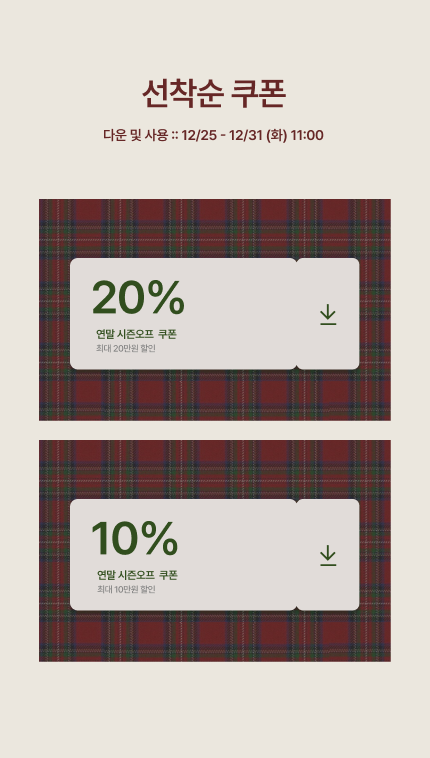 선착순 쿠폰
다운 및 사용 :: 12/25 - 12/31 (화) 11:00
20%
연말 시즌오프 쿠폰
최대 20만원 할인
10%
연말 시즌오프 쿠폰
최대 10만원 할인